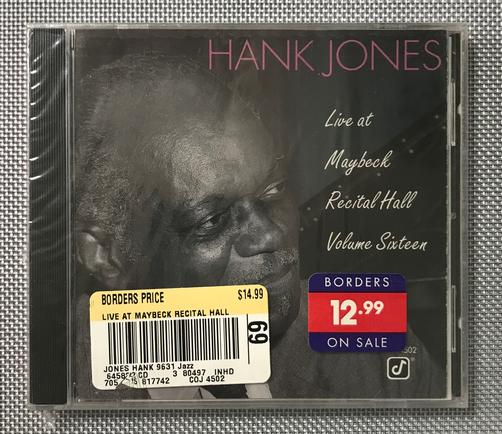 HANK JONES
Live at
Maybeck
Recital Hall
Volume Sixteen
BORDERS PRICE $14.99
LIVE AT MAYBECK RECITAL HALL
69
JONES HANK 9631 Jazz
CD 3 80497 INHD
817742 COJ 4502
BORDERS
12.99
ON SALE